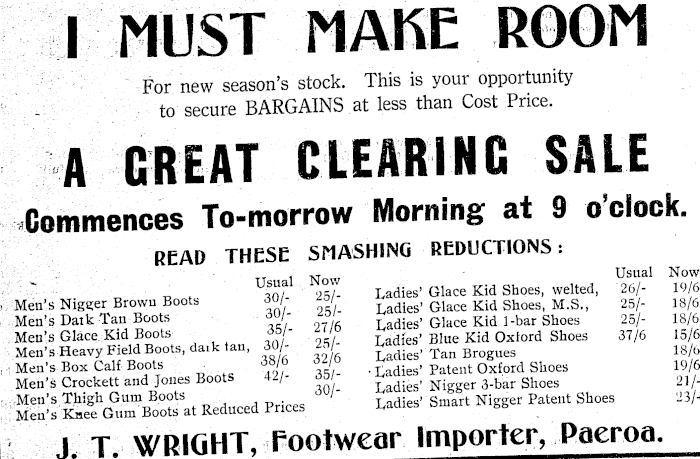 I MUST MAKE ROOM
For new season's stock. This is your opportunity
to secure BARGAINS at less than Cost Price.
A GREAT CLEARING SALE
Commences To-morrow Morning at 9 o'clock.
READ THESE SMASHING REDUCTIONS:
Usual Now
Men's Nigger Brown Boots 30/- 25/-
Men's Dark Tan Boots 30/- 25/-
Men's Glace Kid Boots 35/- 27/6
Men's Heavy Field Boots, dark tan, 30/- 25/-
Men's Box Calf Boots 38/6 32/6
Men's Crockett and Jones Boots 42/- 35/-
Men's Thigh Gum Boots 30/-
Men's Knee Gum Boots at Reduced Prices
Usual Now
Ladies' Glace Kid Shoes, welted, 26/- 19/6
Ladies' Glace Kid Shoes, M.S., 25/- 18/6
Ladies' Glace Kid 1-bar Shoes 25/- 18/6
Ladies' Blue Kid Oxford Shoes 37/6 15/6
Ladies' Tan Brogues 18/6
Ladies' Patent Oxford Shoes 19/6
Ladies' Nigger 3-bar Shoes 21/-
Ladies' Smart Nigger Patent Shoes 23/-
J. T. WRIGHT, Footwear Importer, Paeroa.